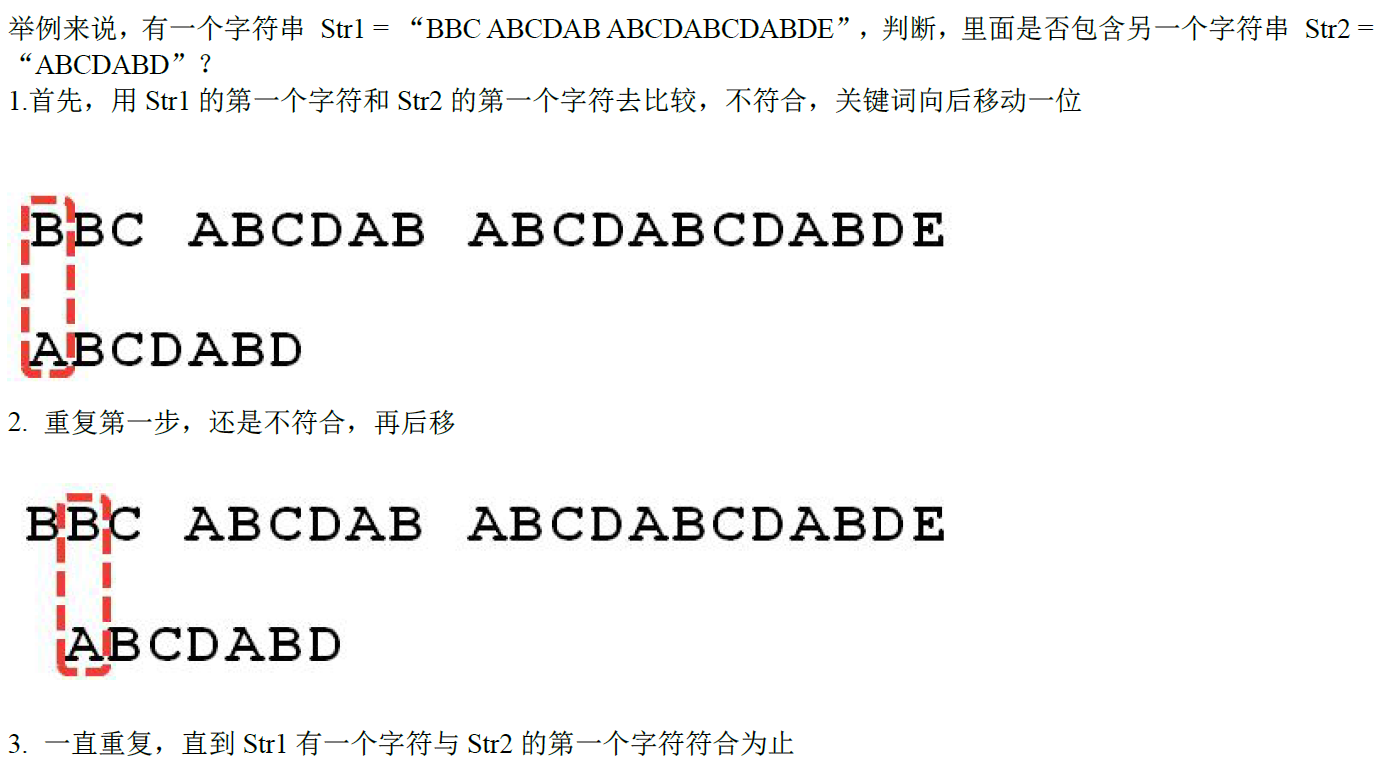 举例来说，有一个字符串 Str1 = “BBC ABCDAB ABCDABCDABDE”，判断，里面是否包含另一个字符串 Str2 =
“ABCDABD”？
1.首先，用 Str1 的第一个字符和 Str2 的第一个字符去比较，不符合，关键词向后移动一位
BBC ABCDAB ABCDABCDABDE
ABCDABD
2. 重复第一步，还是不符合，再后移
BBC ABCDAB ABCDABCDABDE
ABCDABD
3. 一直重复，直到 Str1 有一个字符与 Str2 的第一个字符符合为止